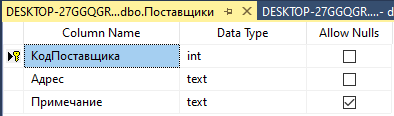 DESKTOP-27GGQGR...dbo.Поставщики DESKTOP-27GGQGR....- d
Column Name Data Type Allow Nulls
КодПоставщика int
Адрес text
Примечание text